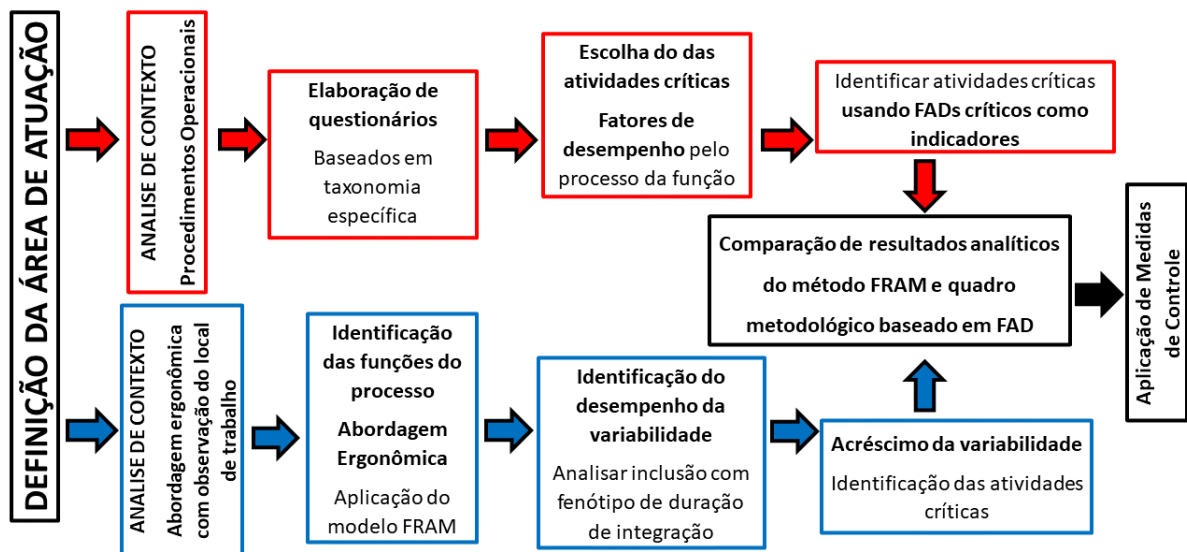 DEFINIÇÃO DA ÁREA DE ATUAÇÃO
ANALISE DE CONTEXTO
Procedimentos Operacionais
Elaboração de
questionários
Baseados em
taxonomia
específica
Escolha do das
atividades críticas
Fatores de
desempenho pelo
processo da função
Identificar atividades críticas
usando FADs críticos como
indicadores
ANALISE DE CONTEXTO
Abordagem ergonômica
com observação do local
de trabalho
Identificação
das funções do
processo
Abordagem
Ergonômica
Aplicação do
modelo FRAM
Identificação do
desempenho da
variabilidade
Analisar inclusão com
fenótipo de duração
de integração
Acréscimo da variabilidade
Identificação das atividades
críticas
Comparação de resultados analíticos
do método FRAM e quadro
metodológico baseado em FAD
Aplicação de Medidas
de Controle